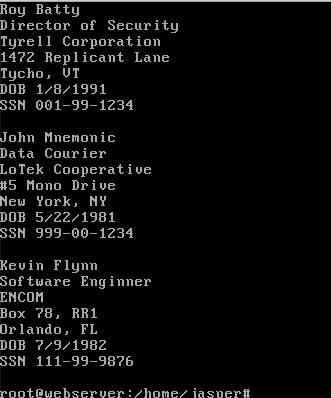 Roy Batty
Director of Security
Tyrell Corporation
1472 Replicant Lane
Tycho, VT
DOB 1/8/1991
SSN 001-99-1234

John Mnemonic
Data Courier
LoTek Cooperative
#5 Mono Drive
New York, NY
DOB 5/22/1981
SSN 999-00-1234

Kevin Flynn
Software Enginner
ENCOM
Box 78, RR1
Orlando, FL
DOB 7/9/1982
SSN 111-99-9876

root@webserver:/home/jasper#